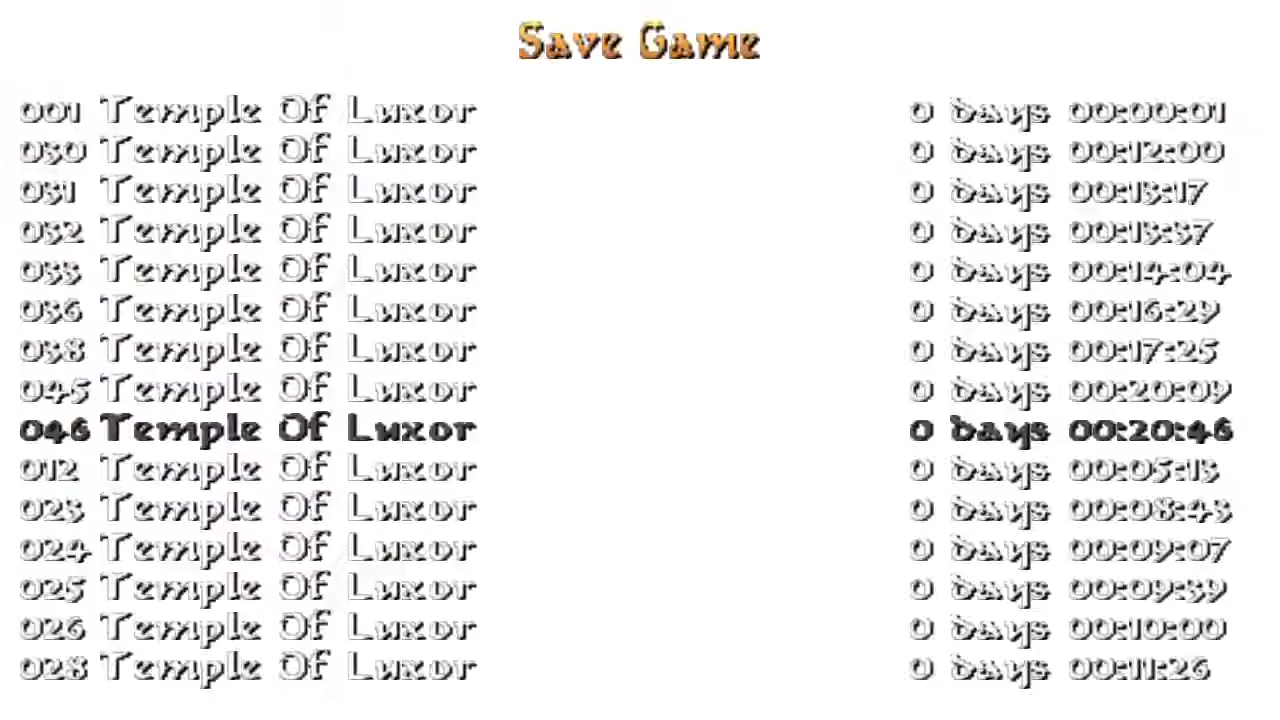 Save Game
001 Temple Of Luxor 0 days 00:00:01
030 Temple Of Luxor 0 days 00:12:00
031 Temple Of Luxor 0 days 00:13:17
032 Temple Of Luxor 0 days 00:13:37
033 Temple Of Luxor 0 days 00:14:04
036 Temple Of Luxor 0 days 00:16:29
038 Temple Of Luxor 0 days 00:17:25
045 Temple Of Luxor 0 days 00:20:09
046 Temple Of Luxor 0 days 00:20:46
012 Temple Of Luxor 0 days 00:05:13
023 Temple Of Luxor 0 days 00:08:43
024 Temple Of Luxor 0 days 00:09:07
025 Temple Of Luxor 0 days 00:09:39
026 Temple Of Luxor 0 days 00:10:00
028 Temple Of Luxor 0 days 00:11:26